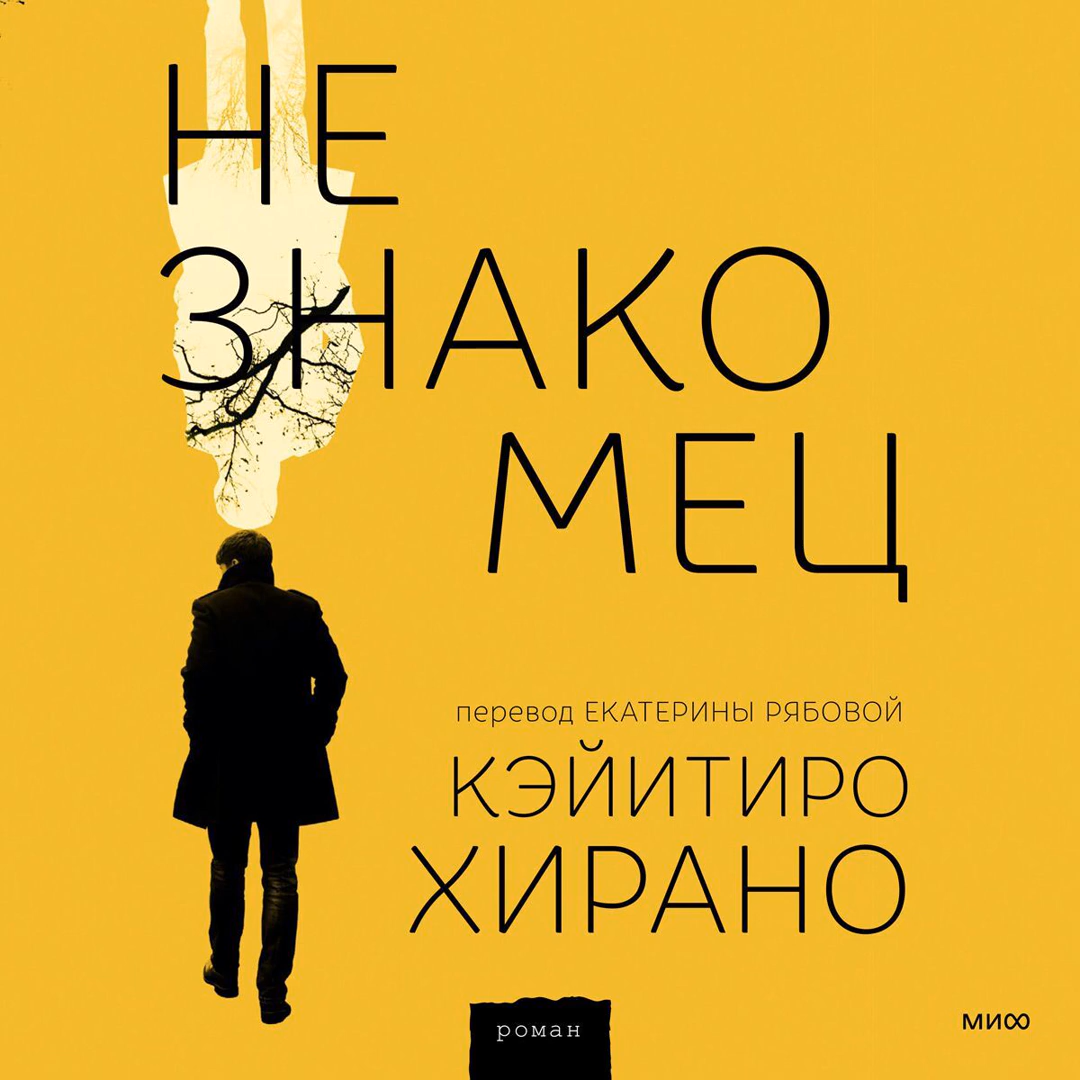 НЕ
ЗНАКО
МЕЦ
перевод ЕКАТЕРИНЫ РЯБОВОЙ
КЭЙИТИРО
ХИРАНО
роман
миф